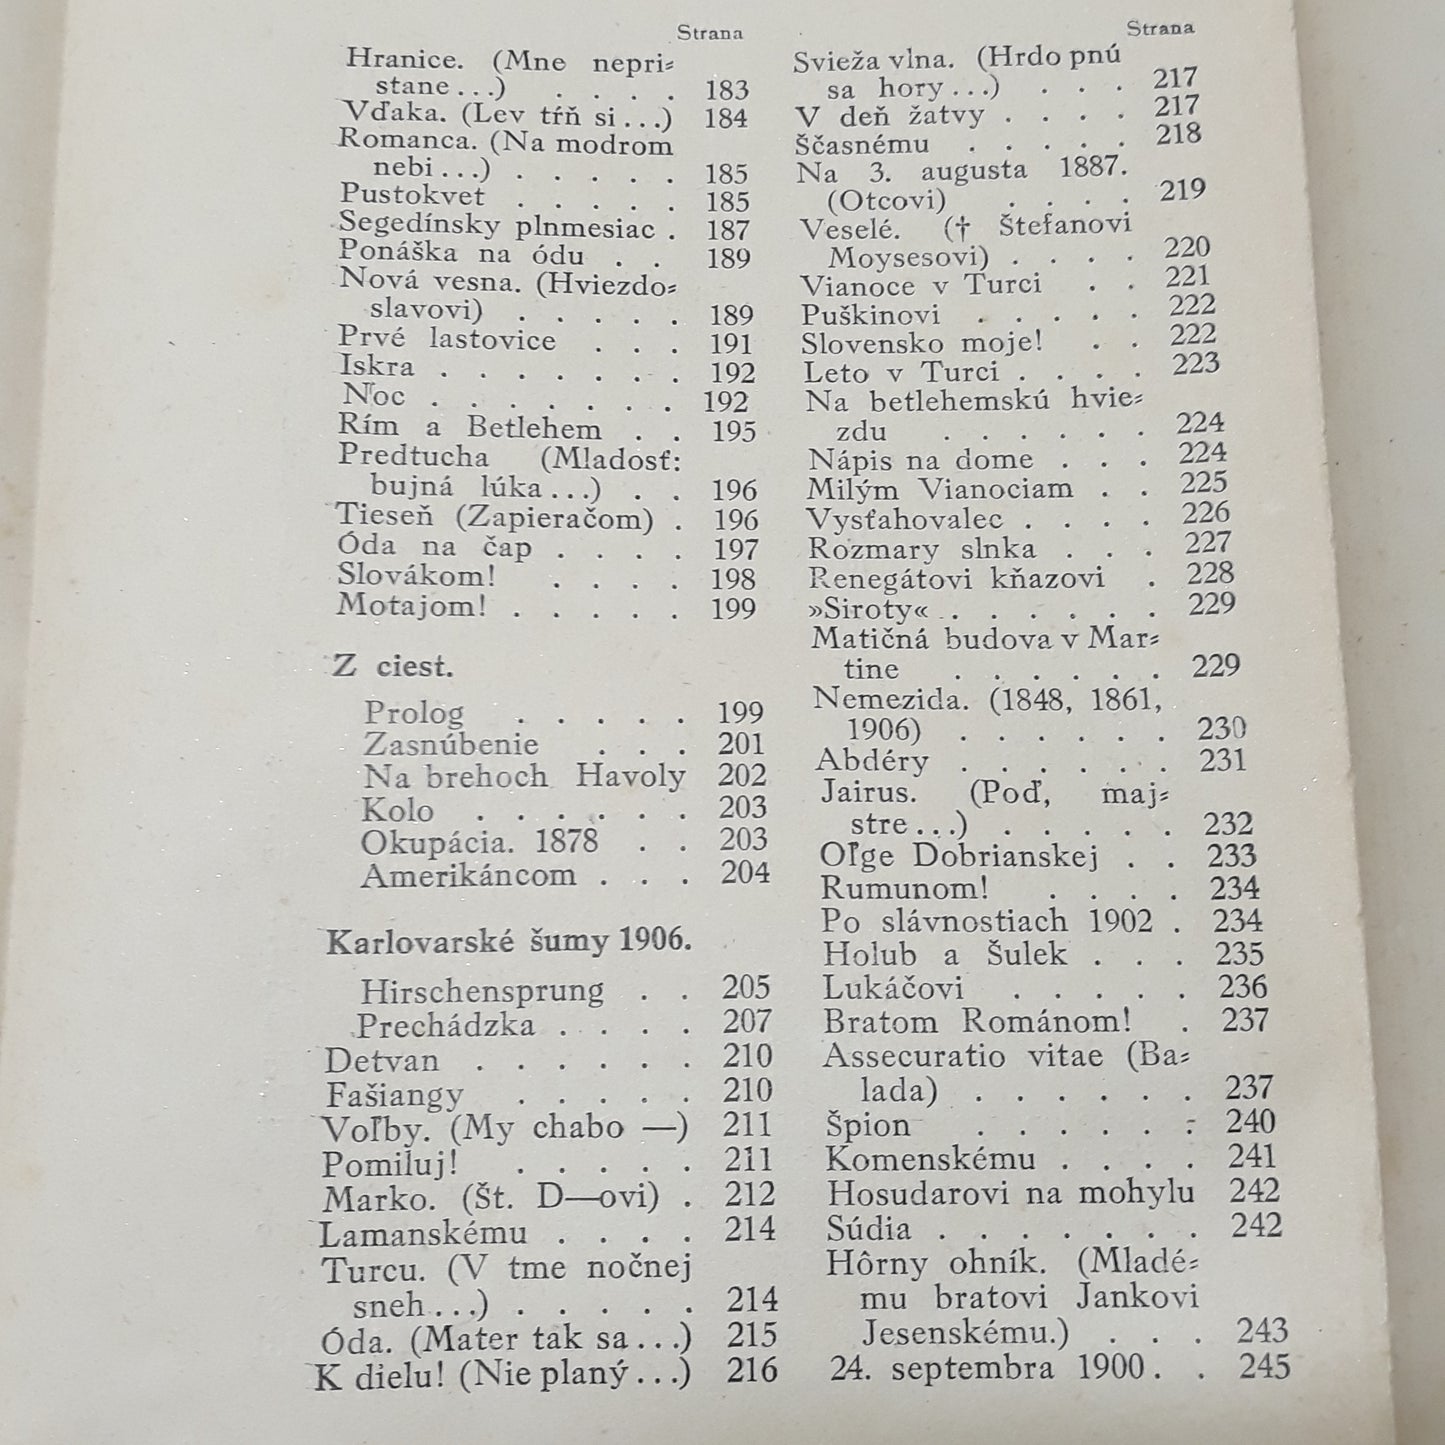 Strana
Hranice. (Mne nepri-
stane...) . . . . 183
Vďaka. (Lev tŕň si...) 184
Romanca. (Na modrom
nebi...) . . . . . 185
Pustokvet . . . . . 185
Segedínsky plnmesiac . 187
Ponáška na ódu . . 189
Nová vesna. (Hviezdo-
slavovi) . . . . . 189
Prvé lastovice . . . 191
Iskra . . . . . . . 192
Noc . . . . . . . 192
Rím a Betlehem . . 195
Predtucha (Mladosť:
bujná lúka...) . . 196
Tieseň (Zapieračom) . 196
Óda na čap . . . . 197
Slovákom! . . . . 198
Motajom! . . . . . 199
Z ciest.
Prolog . . . . . 199
Zasnúbenie . . . 201
Na brehoch Havoly 202
Kolo . . . . . . 203
Okupácia. 1878 . . 203
Amerikáncom . . . 204
Karlovarské šumy 1906.
Hirschensprung . . 205
Prechádzka . . . . 207
Detvan . . . . . . 210
Fašiangy . . . . . 210
Voľby. (My chabo —) 211
Pomiluj! . . . . . 211
Marko. (Št. D—ovi) . 212
Lamanskému . . . . 214
Turcu. (V tme nočnej
sneh...) . . . . . 214
Óda. (Mater tak sa...) 215
K dielu! (Nie planý...) 216
Strana
Svieža vlna. (Hrdo pnú
sa hory...) . . . 217
V deň žatvy . . . . 217
Ščasnému . . . . . 218
Na 3. augusta 1887.
(Otcovi) . . . . 219
Veselé. († Štefanovi
Moysesovi) . . . . 220
Vianoce v Turci . . 221
Puškinovi . . . . . 222
Slovensko moje! . . 222
Leto v Turci . . . . 223
Na betlehemskú hvie-
zdu . . . . . . 224
Nápis na dome . . . 224
Milým Vianociam . . 225
Vysťahovalec . . . . 226
Rozmary slnka . . . 227
Renegátovi kňazovi . 228
»Siroty« . . . . . . 229
Matičná budova v Mar-
tine . . . . . . 229
Nemezida. (1848, 1861,
1906) . . . . . . 230
Abdéry . . . . . . 231
Jairus. (Poď, maj-
stre...) . . . . . 232
Oľge Dobrianskej . . 233
Rumunom! . . . . 234
Po slávnostiach 1902 . 234
Holub a Šulek . . . 235
Lukáčovi . . . . . 236
Bratom Románom! . 237
Assecuratio vitae (Ba-
lada) . . . . . . 237
Špion . . . . . . 240
Komenskému . . . . 241
Hosudarovi na mohylu 242
Súdia . . . . . . . 242
Hôrny ohník. (Mladé-
mu bratovi Jankovi
Jesenskému.) . . . 243
24. septembra 1900 . . 245